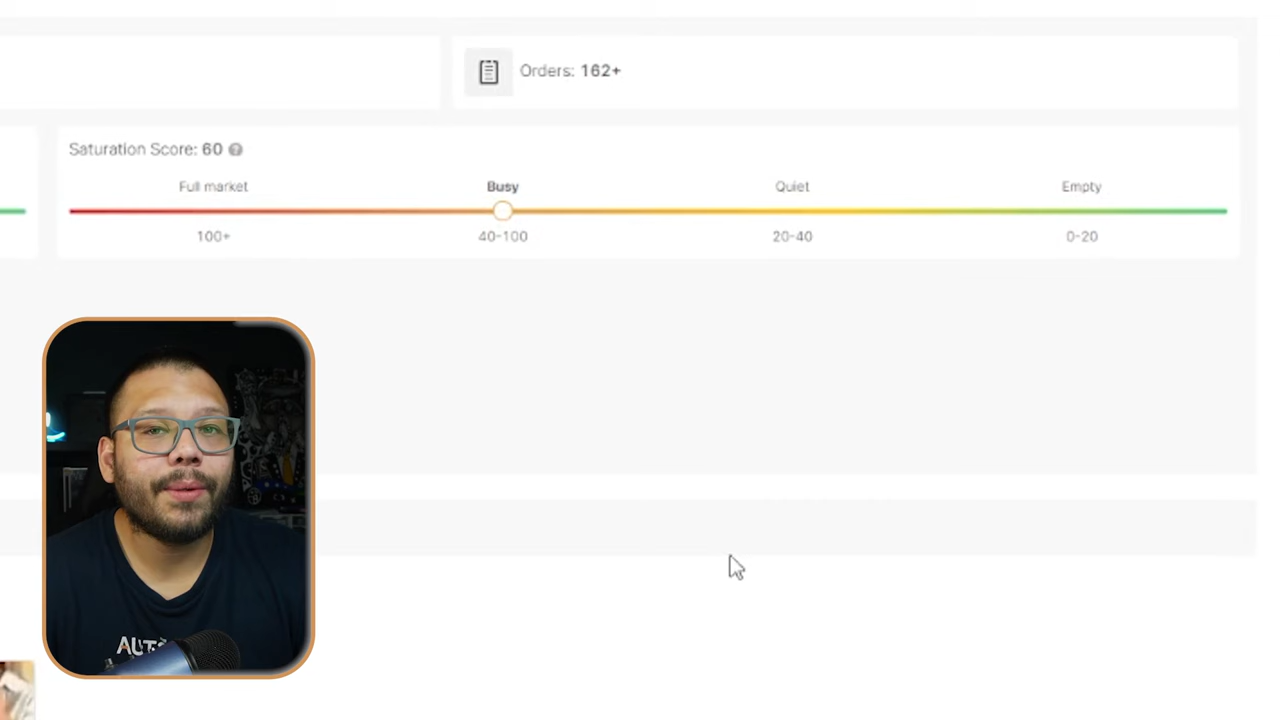 Orders: 162+
Saturation Score: 60
Full market Busy Quiet Empty
100+ 40-100 20-40 0-20